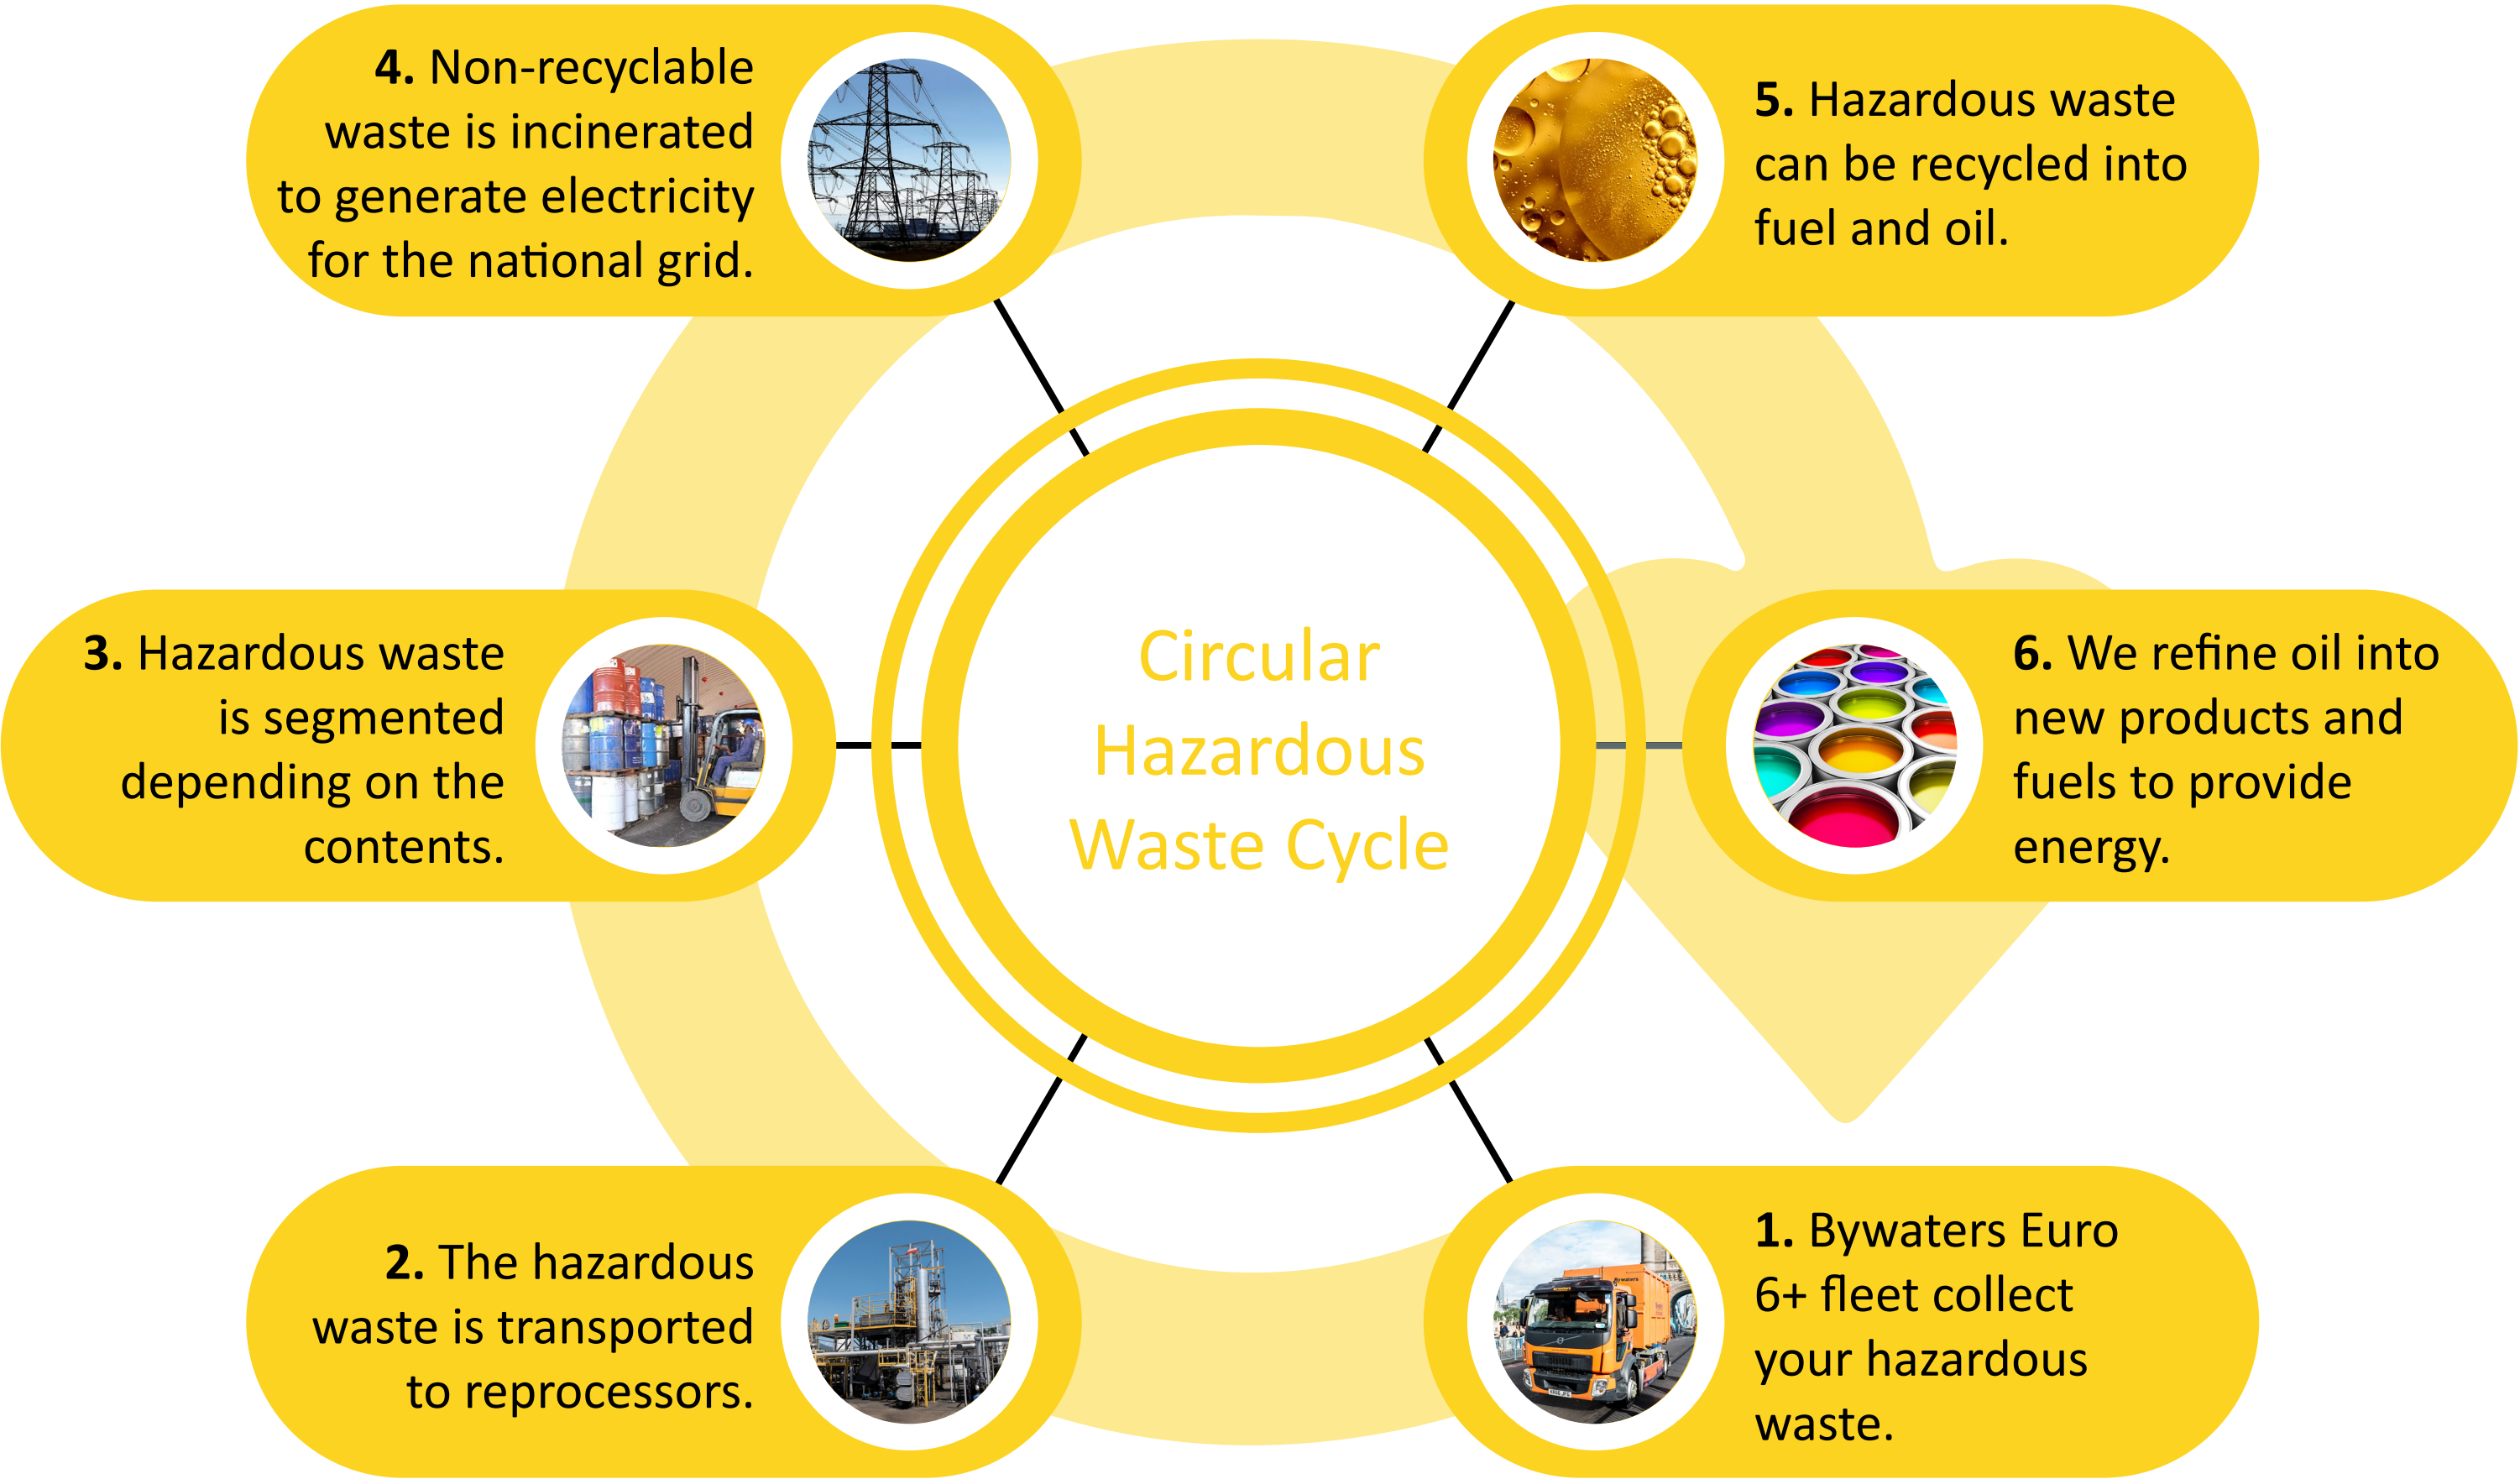 Circular
Hazardous
Waste Cycle
1. Bywaters Euro
6+ fleet collect
your hazardous
waste.
2. The hazardous
waste is transported
to reprocessors.
3. Hazardous waste
is segmented
depending on the
contents.
4. Non-recyclable
waste is incinerated
to generate electricity
for the national grid.
5. Hazardous waste
can be recycled into
fuel and oil.
6. We refine oil into
new products and
fuels to provide
energy.
Bywaters